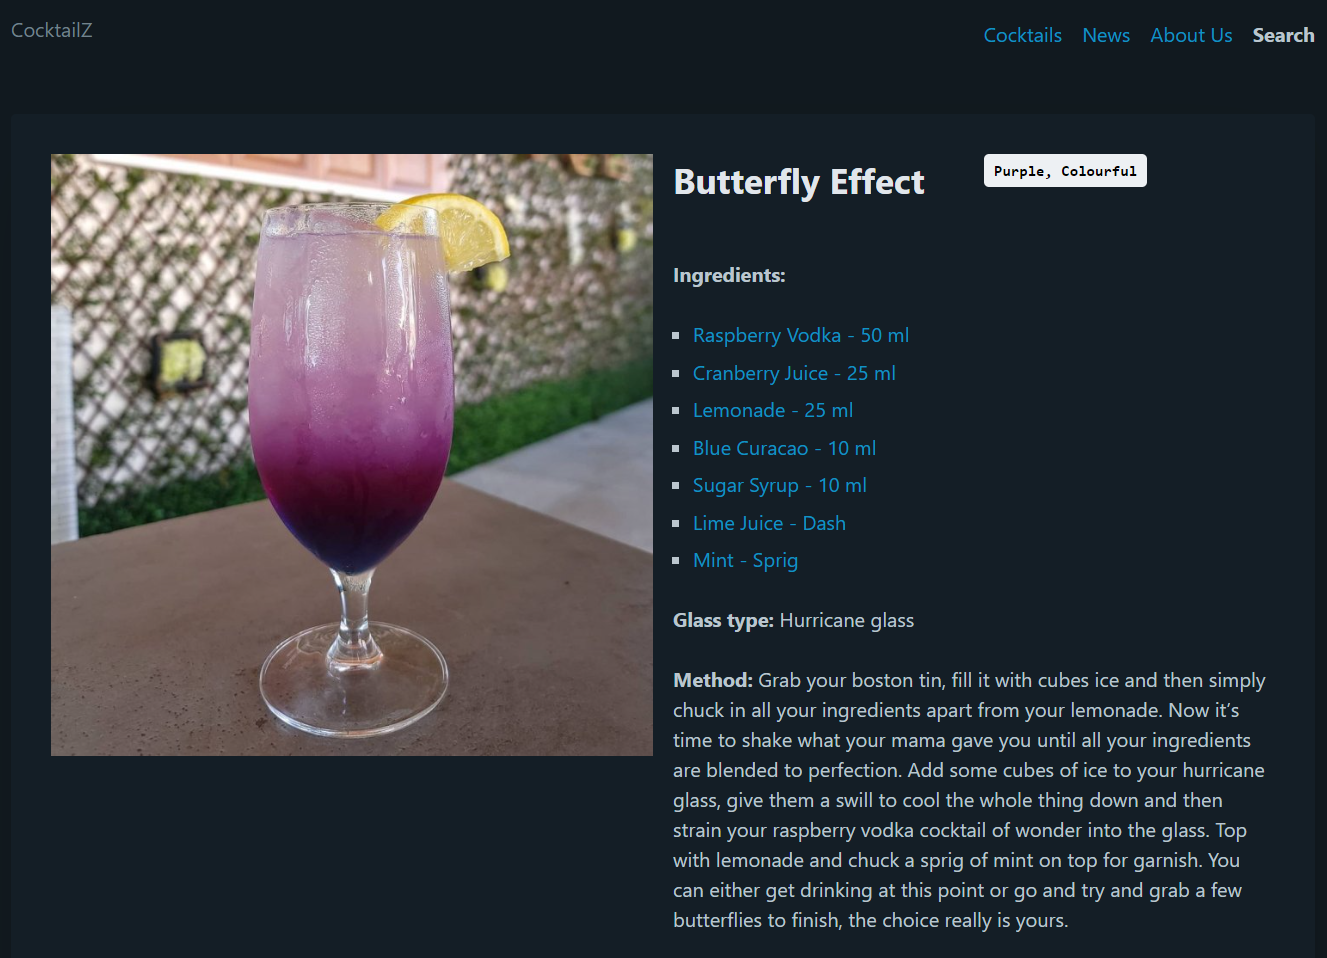 CocktailZ
Cocktails News About Us Search
Butterfly Effect
Purple, Colourful
Ingredients:
Raspberry Vodka - 50 ml
Cranberry Juice - 25 ml
Lemonade - 25 ml
Blue Curacao - 10 ml
Sugar Syrup - 10 ml
Lime Juice - Dash
Mint - Sprig
Glass type: Hurricane glass
Method: Grab your boston tin, fill it with cubes ice and then simply
chuck in all your ingredients apart from your lemonade. Now it’s
time to shake what your mama gave you until all your ingredients
are blended to perfection. Add some cubes of ice to your hurricane
glass, give them a swill to cool the whole thing down and then
strain your raspberry vodka cocktail of wonder into the glass. Top
with lemonade and chuck a sprig of mint on top for garnish. You
can either get drinking at this point or go and try and grab a few
butterflies to finish, the choice really is yours.